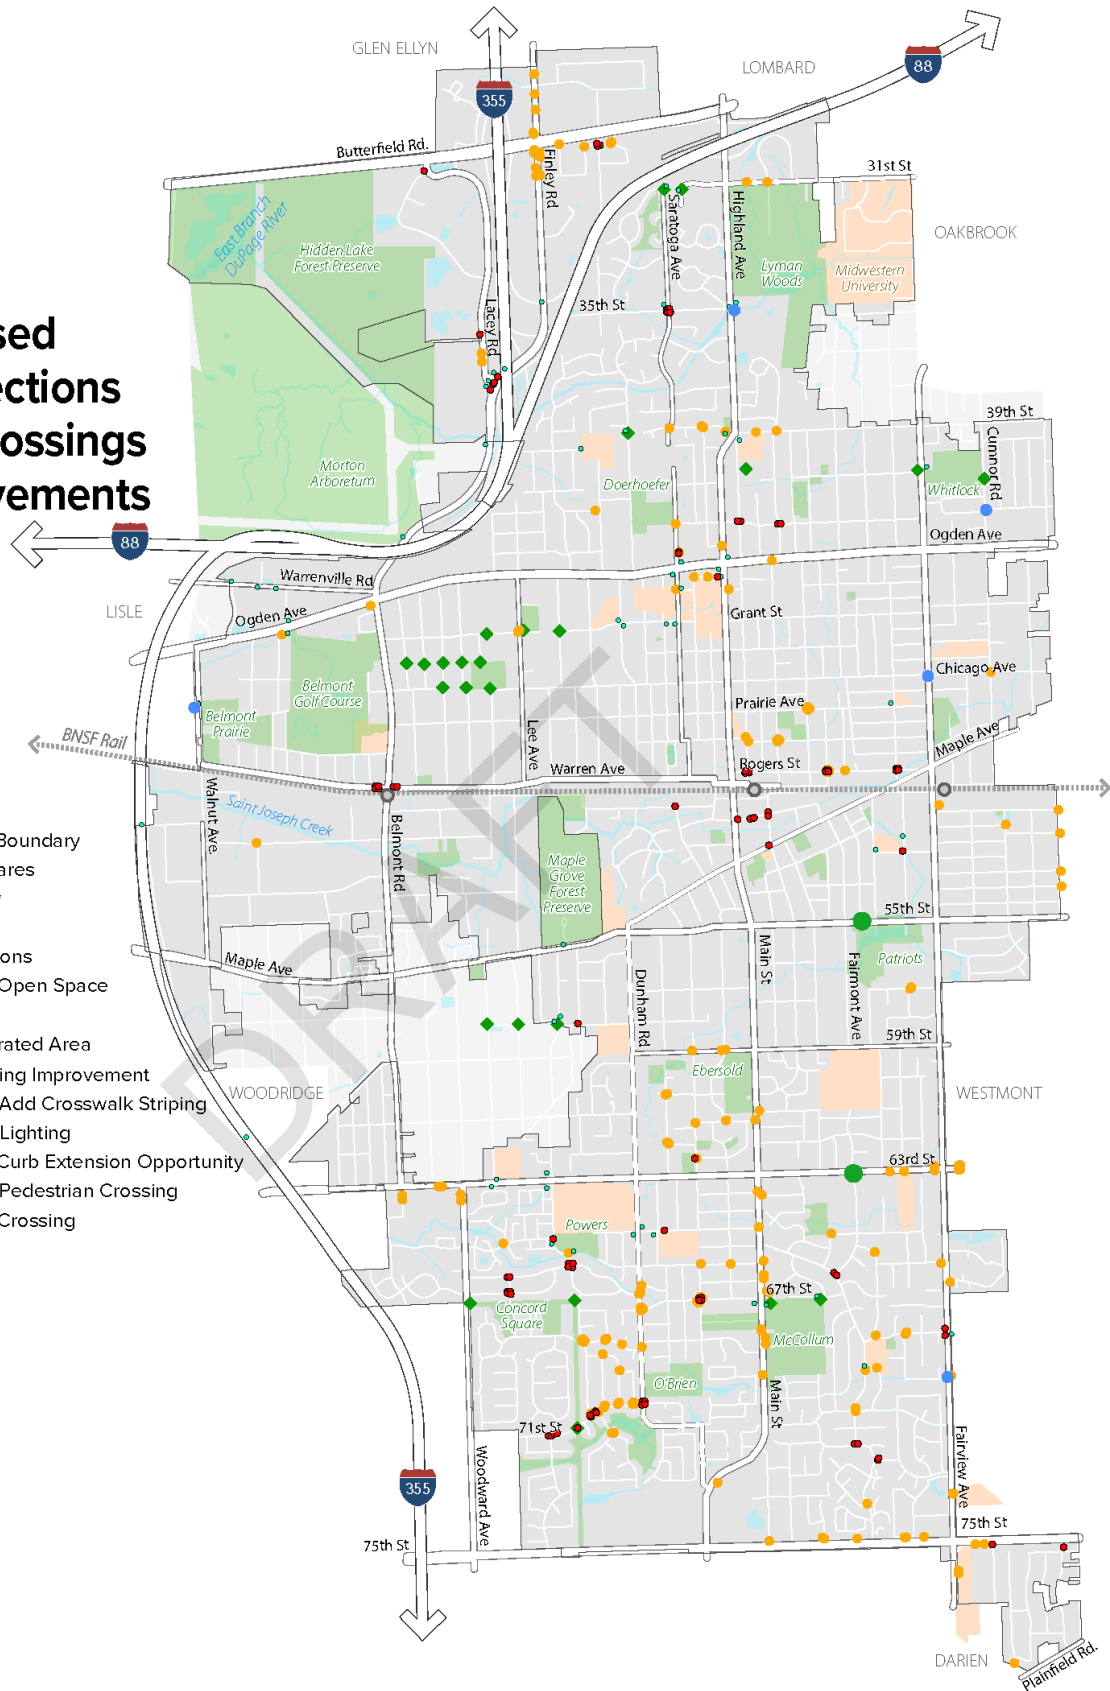 GLEN ELLYN
LOMBARD
88
355
Butterfield Rd.
Finley Rd
31st St
East Branch
DuPage River
Hidden Lake
Forest Preserve
Saratoga Ave
Highland Ave
Lyman
Woods
Midwestern
University
OAKBROOK
Lacey Rd
35th St
sed
ections
ossings
vements
39th St
Cumnor Rd
Morton
Arboretum
Doerhoefer
Whitlock
88
Ogden Ave
Warrenville Rd
LISLE
Ogden Ave
Grant St
Chicago Ave
Belmont
Golf Course
Belmont
Prairie
Prairie Ave
BNSF Rail
Lee Ave
Maple Ave
Rogers St
Warren Ave
Walnut Ave.
Saint Joseph Creek
Belmont Rd
Boundary
ares
Maple
Grove
Forest
Preserve
55th St
ons
Open Space
Maple Ave
Main St
Fairmont Ave
Patriots
Dunham Rd
59th St
rated Area
ing Improvement
Add Crosswalk Striping
Lighting
Curb Extension Opportunity
Pedestrian Crossing
Crossing
WOODRIDGE
Ebersold
WESTMONT
63rd St
Powers
67th St
Concord
Square
McCollum
O'Brien
Main St
71st St
Woodward Ave
Fairview Ave
355
75th St
75th St
DARIEN
Plainfield Rd.
DRAFT